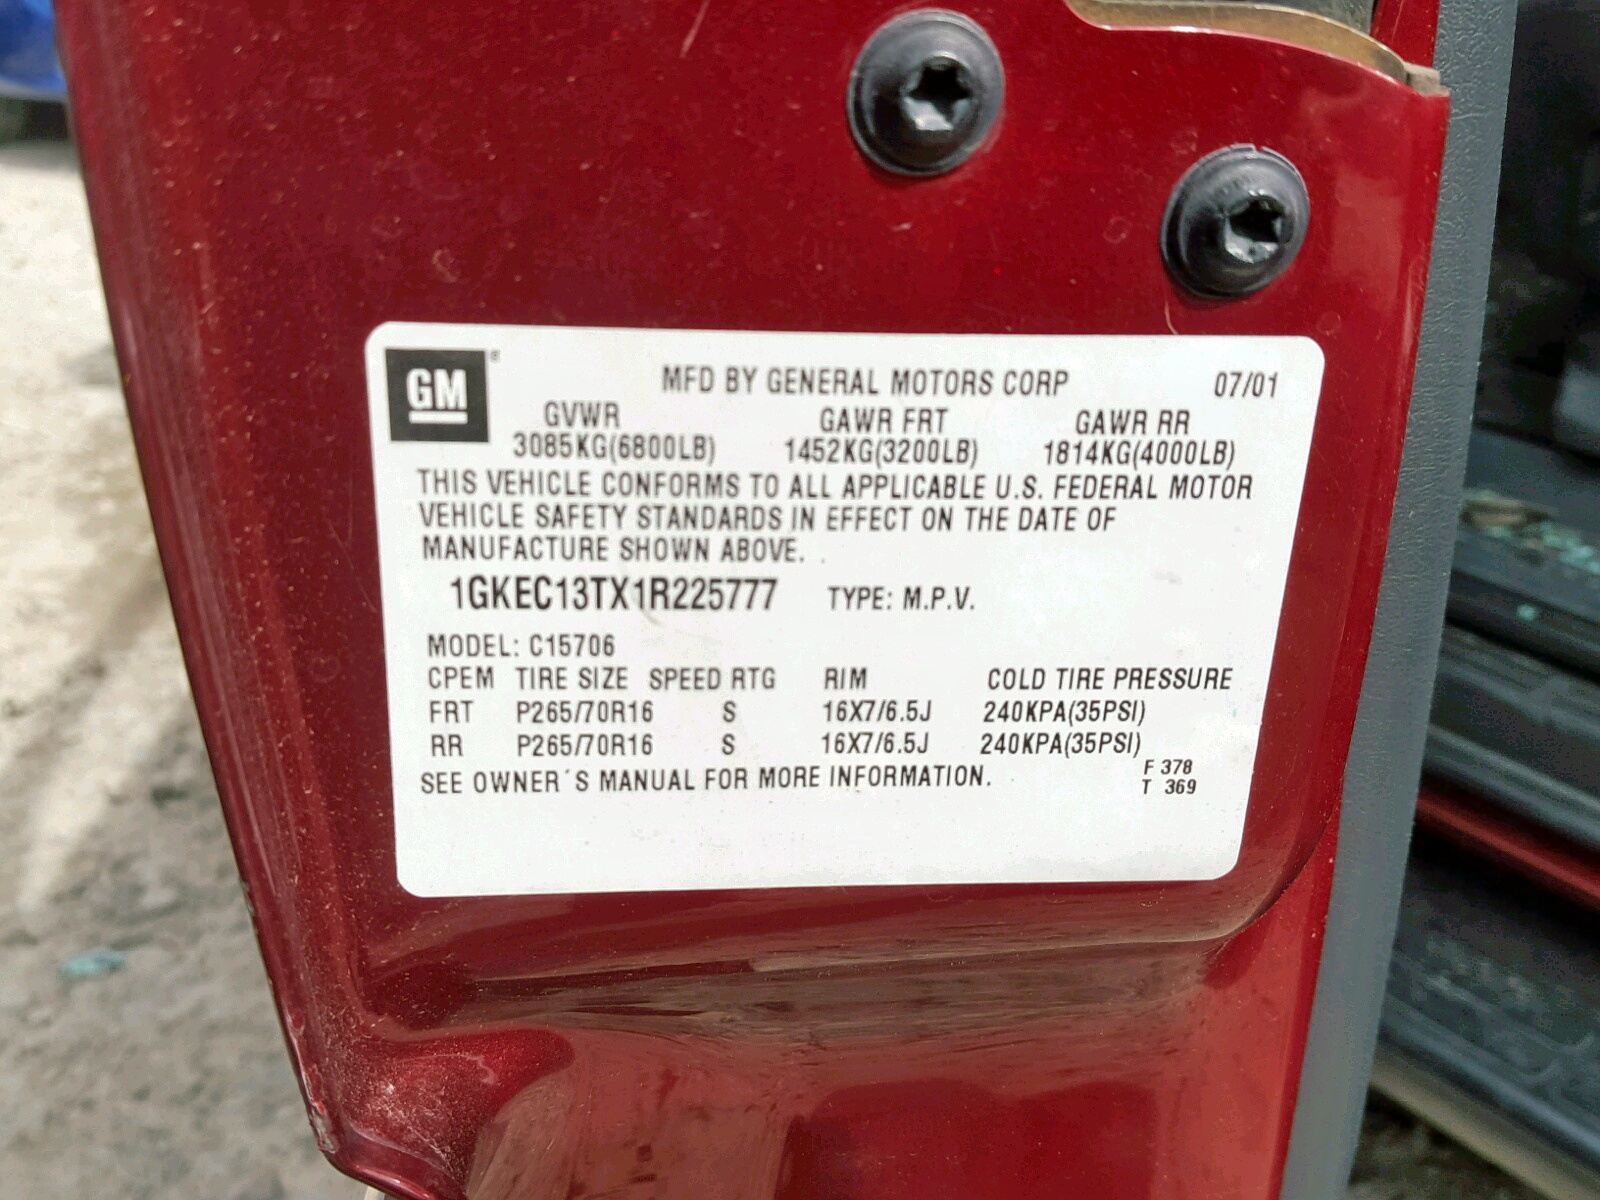 GM ® MFD BY GENERAL MOTORS CORP 07/01
GVWR GAWR FRT GAWR RR
3085KG(6800LB) 1452KG(3200LB) 1814KG(4000LB)
THIS VEHICLE CONFORMS TO ALL APPLICABLE U.S. FEDERAL MOTOR
VEHICLE SAFETY STANDARDS IN EFFECT ON THE DATE OF
MANUFACTURE SHOWN ABOVE.
1GKEC13TX1R225777 TYPE: M.P.V.
MODEL: C15706
CPEM TIRE SIZE SPEED RTG RIM COLD TIRE PRESSURE
FRT P265/70R16 S 16X7/6.5J 240KPA(35PSI)
RR P265/70R16 S 16X7/6.5J 240KPA(35PSI)
SEE OWNER´S MANUAL FOR MORE INFORMATION. F 378
T 369